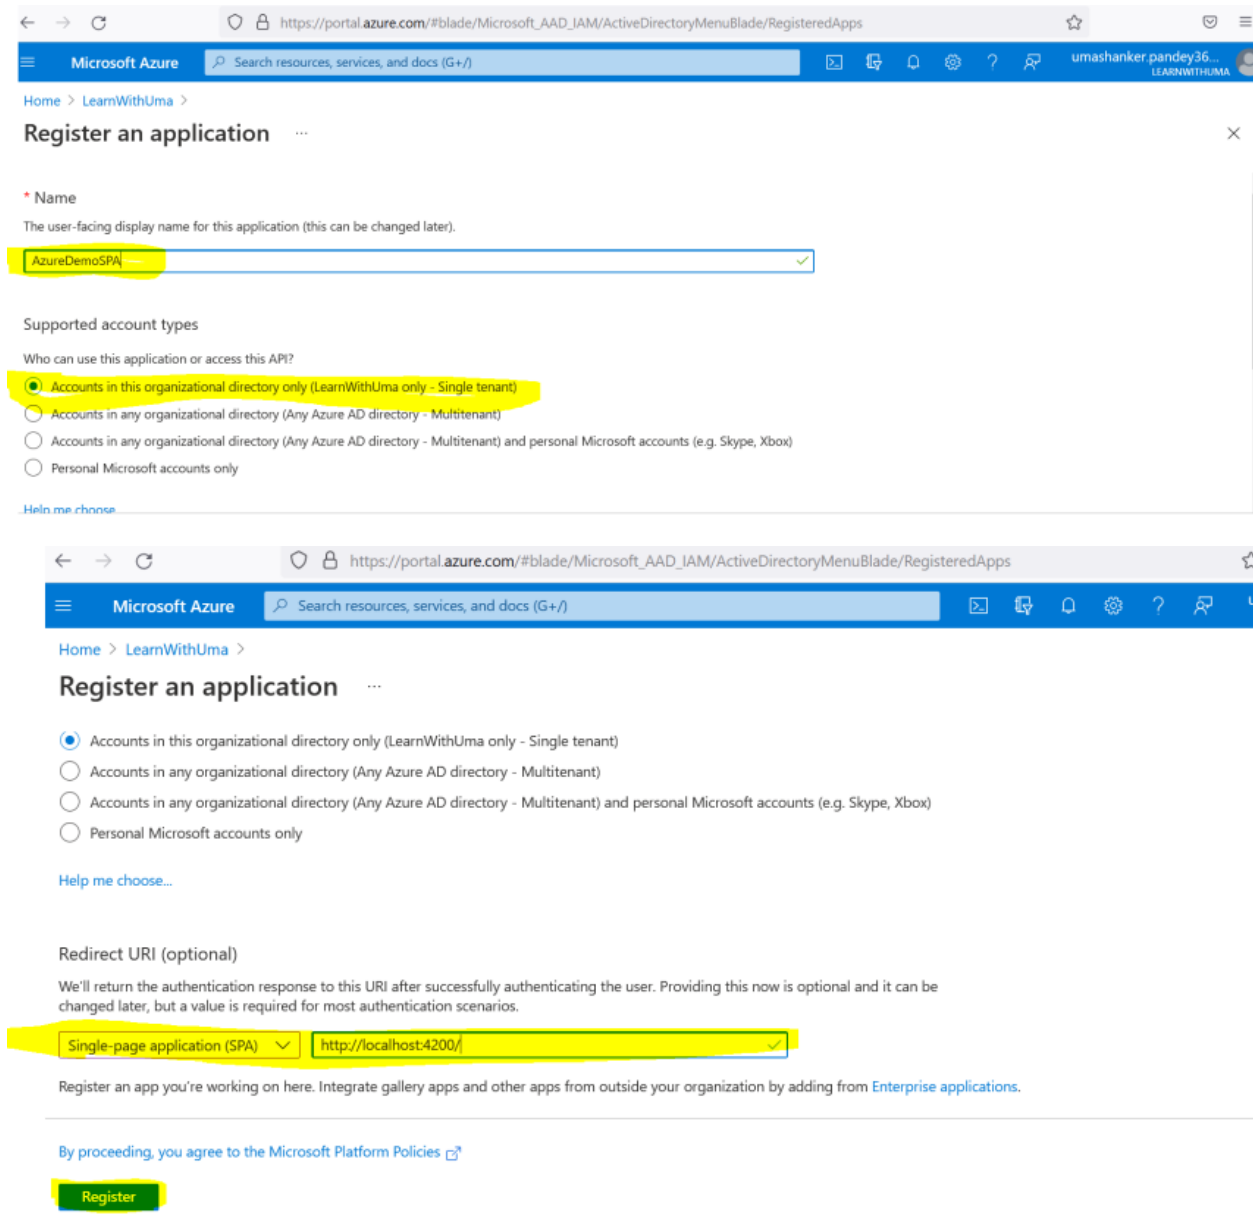 https://portal.azure.com/#blade/Microsoft_AAD_IAM/ActiveDirectoryMenuBlade/RegisteredApps
Microsoft Azure
Search resources, services, and docs (G+/)
umashanker.pandey36...
LEARNWITHUMA
Home > LearnWithUma >
Register an application ...
* Name
The user-facing display name for this application (this can be changed later).
AzureDemoSPA
Supported account types
Who can use this application or access this API?
Accounts in this organizational directory only (LearnWithUma only - Single tenant)
Accounts in any organizational directory (Any Azure AD directory - Multitenant)
Accounts in any organizational directory (Any Azure AD directory - Multitenant) and personal Microsoft accounts (e.g. Skype, Xbox)
Personal Microsoft accounts only
Help me choose
https://portal.azure.com/#blade/Microsoft_AAD_IAM/ActiveDirectoryMenuBlade/RegisteredApps
Microsoft Azure
Search resources, services, and docs (G+/)
Home > LearnWithUma >
Register an application ...
Accounts in this organizational directory only (LearnWithUma only - Single tenant)
Accounts in any organizational directory (Any Azure AD directory - Multitenant)
Accounts in any organizational directory (Any Azure AD directory - Multitenant) and personal Microsoft accounts (e.g. Skype, Xbox)
Personal Microsoft accounts only
Help me choose...
Redirect URI (optional)
We'll return the authentication response to this URI after successfully authenticating the user. Providing this now is optional and it can be
changed later, but a value is required for most authentication scenarios.
Single-page application (SPA)
http://localhost:4200/
Register an app you're working on here. Integrate gallery apps and other apps from outside your organization by adding from Enterprise applications.
By proceeding, you agree to the Microsoft Platform Policies
Register